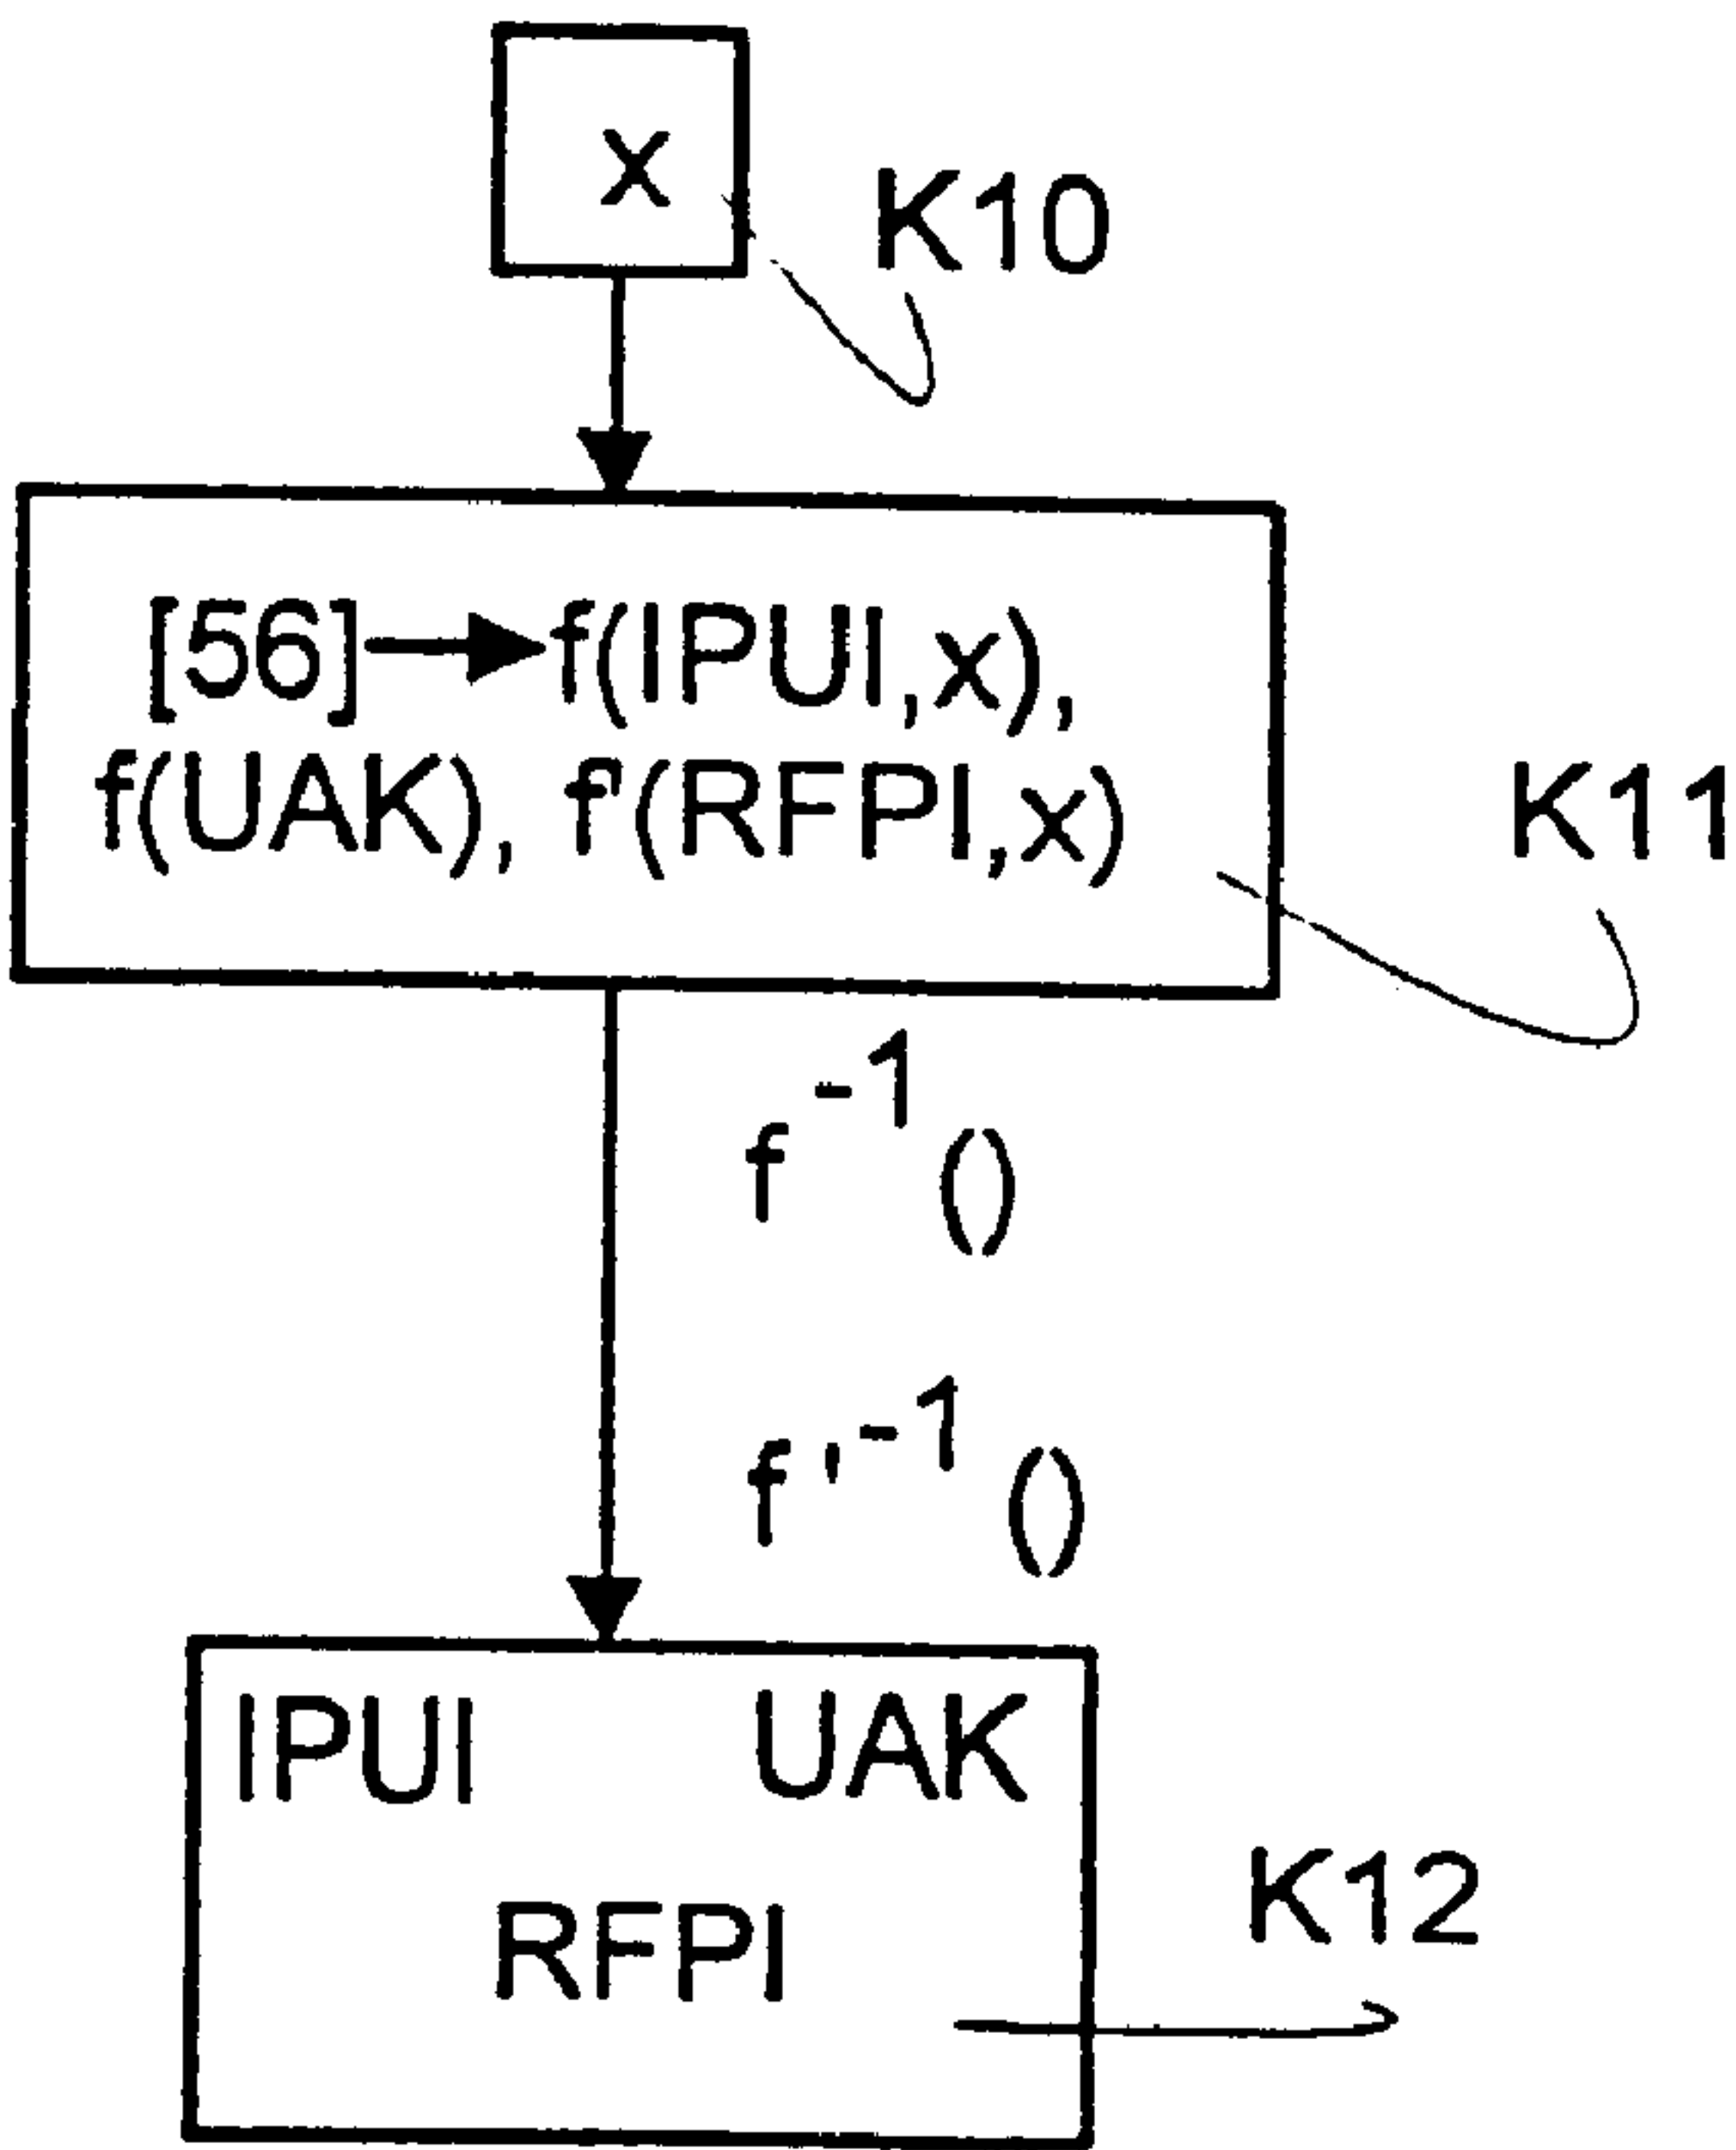 x
K10
[56]→f(IPUI,x),
f(UAK), f'(RFPI,x)
K11
f⁻¹()
f'⁻¹()
IPUI UAK
RFPI
K12